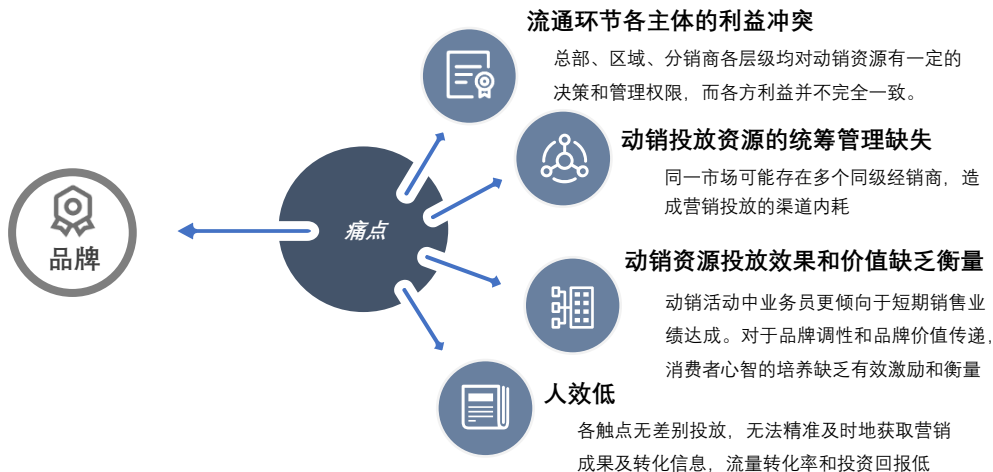 流通环节各主体的利益冲突
总部、区域、分销商各层级均对动销资源有一定的
决策和管理权限，而各方利益并不完全一致。
动销投放资源的统筹管理缺失
同一市场可能存在多个同级经销商，造
成营销投放的渠道内耗
品牌
痛点
动销资源投放效果和价值缺乏衡量
动销活动中业务员更倾向于短期销售业
绩达成。对于品牌调性和品牌价值传递，
消费者心智的培养缺乏有效激励和衡量
人效低
各触点无差别投放，无法精准及时地获取营销
成果及转化信息，流量转化率和投资回报低